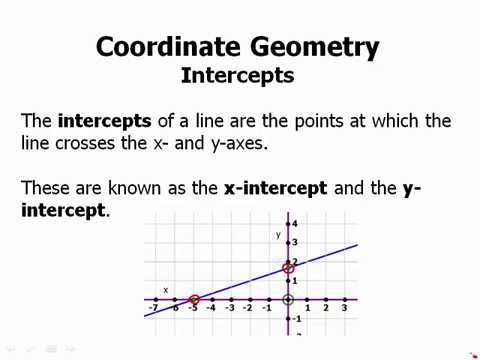 Coordinate Geometry
Intercepts
The intercepts of a line are the points at which the
line crosses the x- and y-axes.
These are known as the x-intercept and the y-
intercept.
4
y
3
2
1
x
-7 -6 -5 -4 -3 -2 -1 0 1 2 3
-1